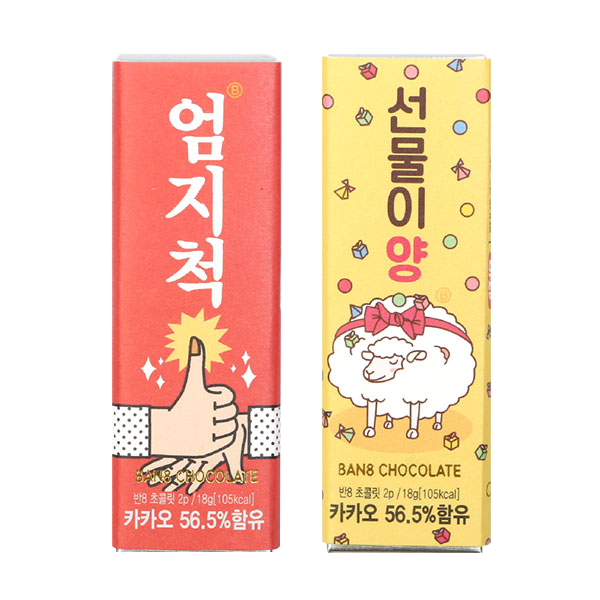 엄지척
Ⓑ
BAN8 CHOCOLATE
반8 초콜릿 2p / 18g[105kcal]
카카오 56.5%함유
선물이양
Ⓑ
BAN8 CHOCOLATE
반8 초콜릿 2p / 18g[105kcal]
카카오 56.5%함유